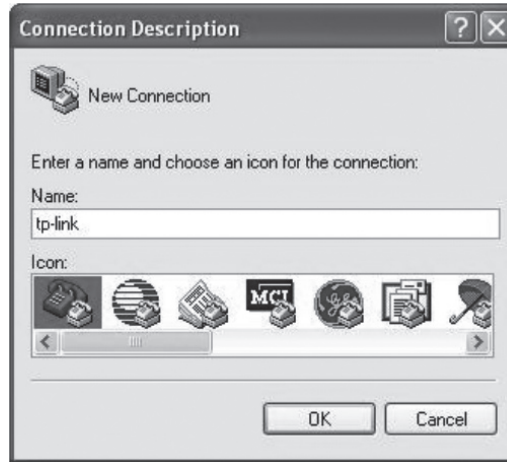 Connection Description
New Connection
Enter a name and choose an icon for the connection:
Name:
tp-link
Icon:
MCI
OK
Cancel